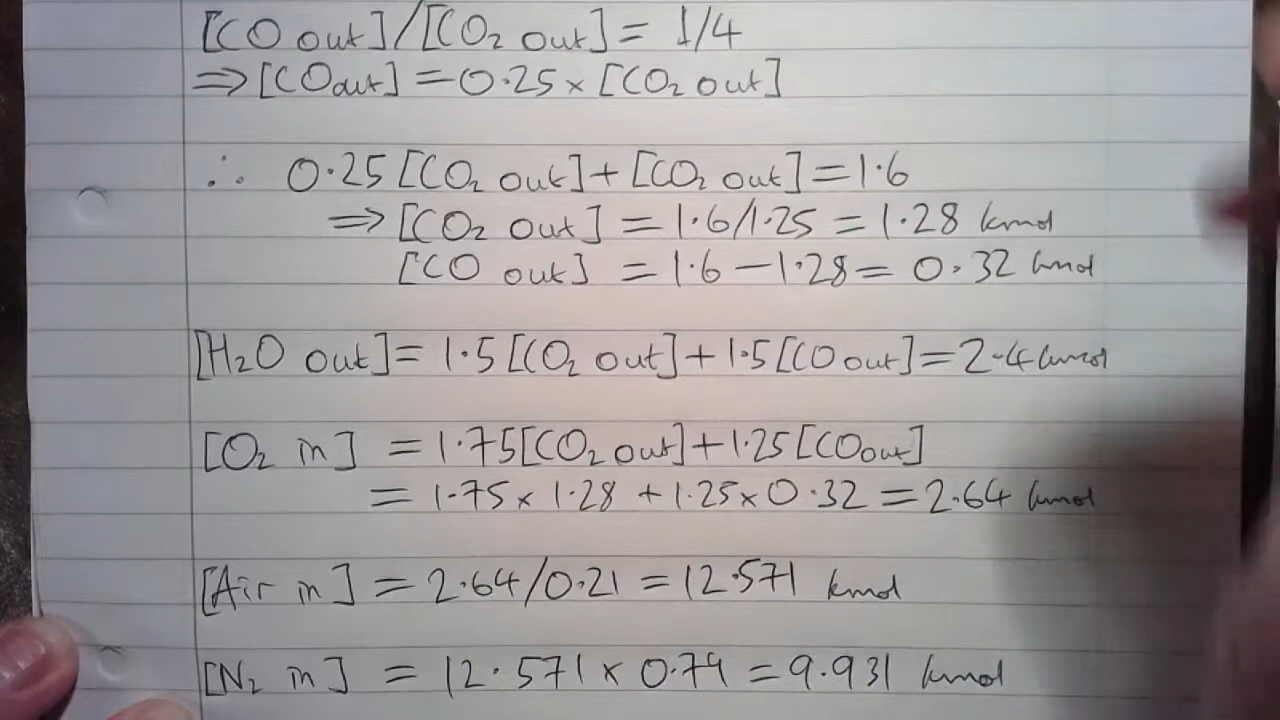 [CO out]/[CO₂ out] = 1/4
⇒ [CO out] = 0.25 × [CO₂ out]
∴ 0.25 [CO₂ out] + [CO₂ out] = 1.6
⇒ [CO₂ out] = 1.6/1.25 = 1.28 kmol
[CO out] = 1.6 − 1.28 = 0.32 kmol
[H₂O out] = 1.5 [CO₂ out] + 1.5 [CO out] = 2.4 kmol
[O₂ in] = 1.75 [CO₂ out] + 1.25 [CO out]
= 1.75 × 1.28 + 1.25 × 0.32 = 2.64 kmol
[Air in] = 2.64/0.21 = 12.571 kmol
[N₂ in] = 12.571 × 0.79 = 9.931 kmol